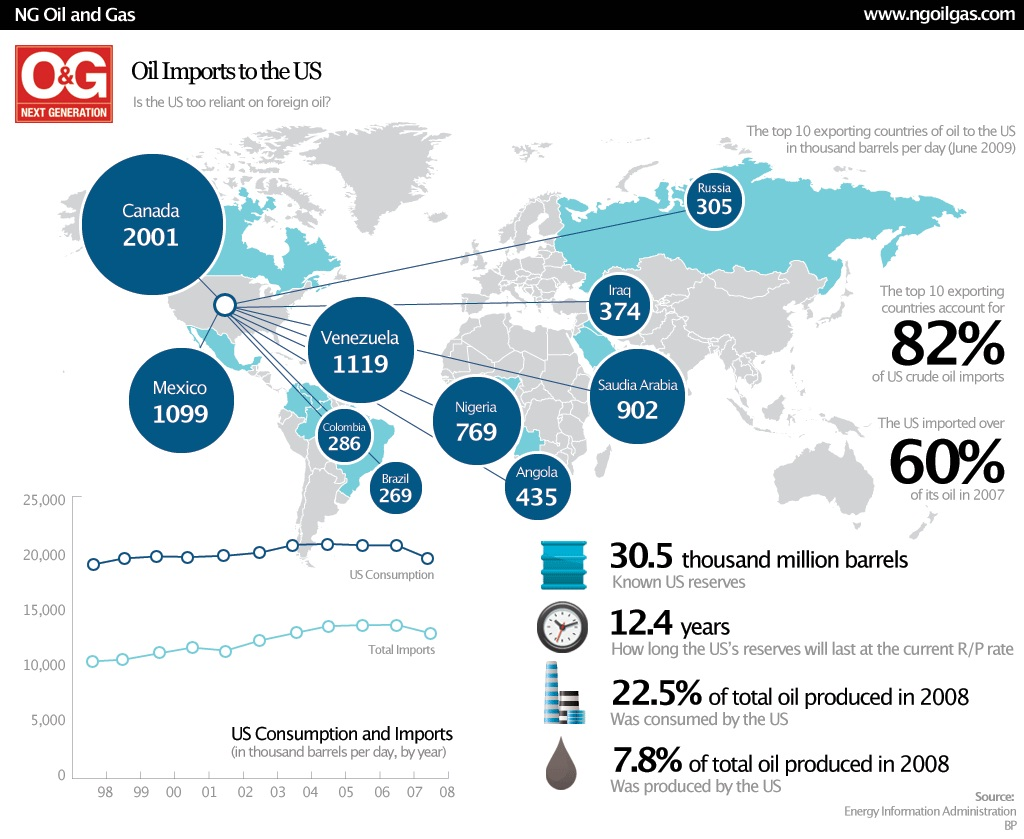 NG Oil and Gas
www.ngoilgas.com
O&G
NEXT GENERATION
Oil Imports to the US
Is the US too reliant on foreign oil?
The top 10 exporting countries of oil to the US
in thousand barrels per day (June 2009)
Canada
2001
Russia
305
Iraq
374
Venezuela
1119
Mexico
1099
Saudia Arabia
902
Nigeria
769
Colombia
286
Angola
435
Brazil
269
The top 10 exporting
countries account for
82%
of US crude oil imports
The US imported over
60%
of its oil in 2007
25,000
20,000
15,000
10,000
5,000
0
US Consumption
Total Imports
US Consumption and Imports
(in thousand barrels per day, by year)
98 99 00 01 02 03 04 05 06 07 08
30.5 thousand million barrels
Known US reserves
12.4 years
How long the US's reserves will last at the current R/P rate
22.5% of total oil produced in 2008
Was consumed by the US
7.8% of total oil produced in 2008
Was produced by the US
Source:
Energy Information Administration
BP